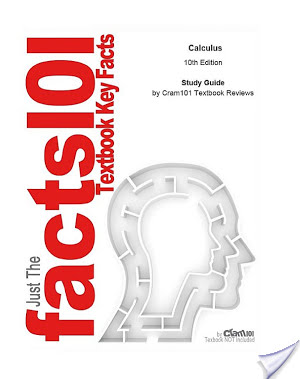 Calculus
10th Edition
Study Guide
by Cram101 Textbook Reviews
Just The
facts101
Textbook Key Facts
by Cram101
Textbook NOT Included